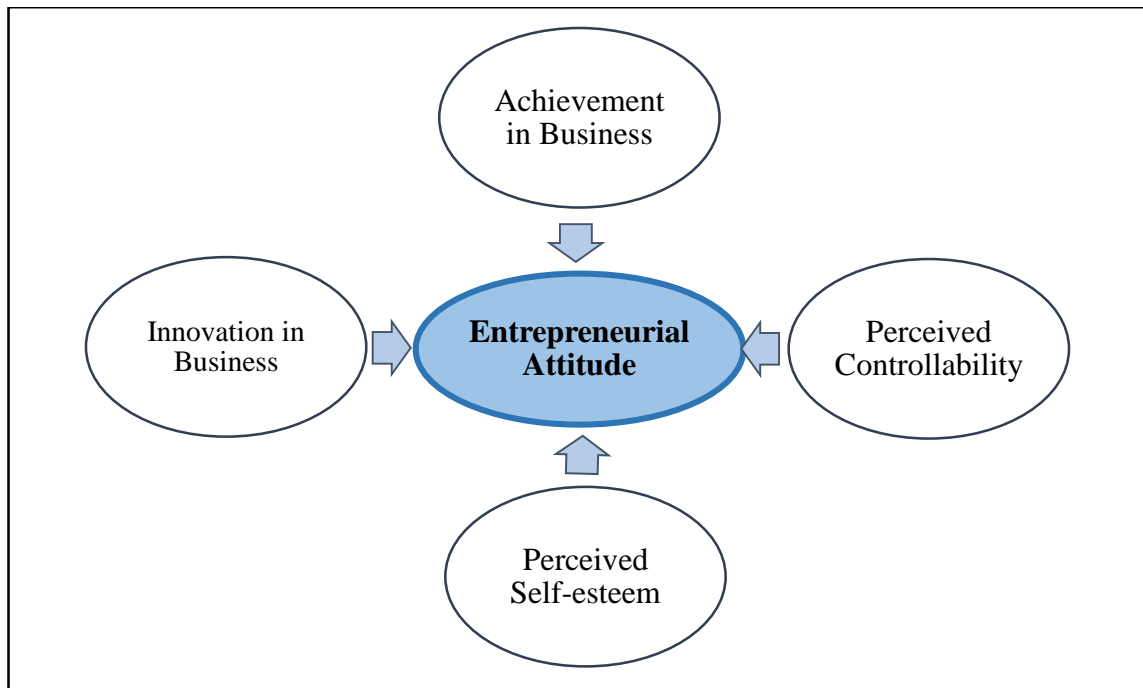 Achievement
in Business
Innovation in
Business
Entrepreneurial
Attitude
Perceived
Controllability
Perceived
Self-esteem